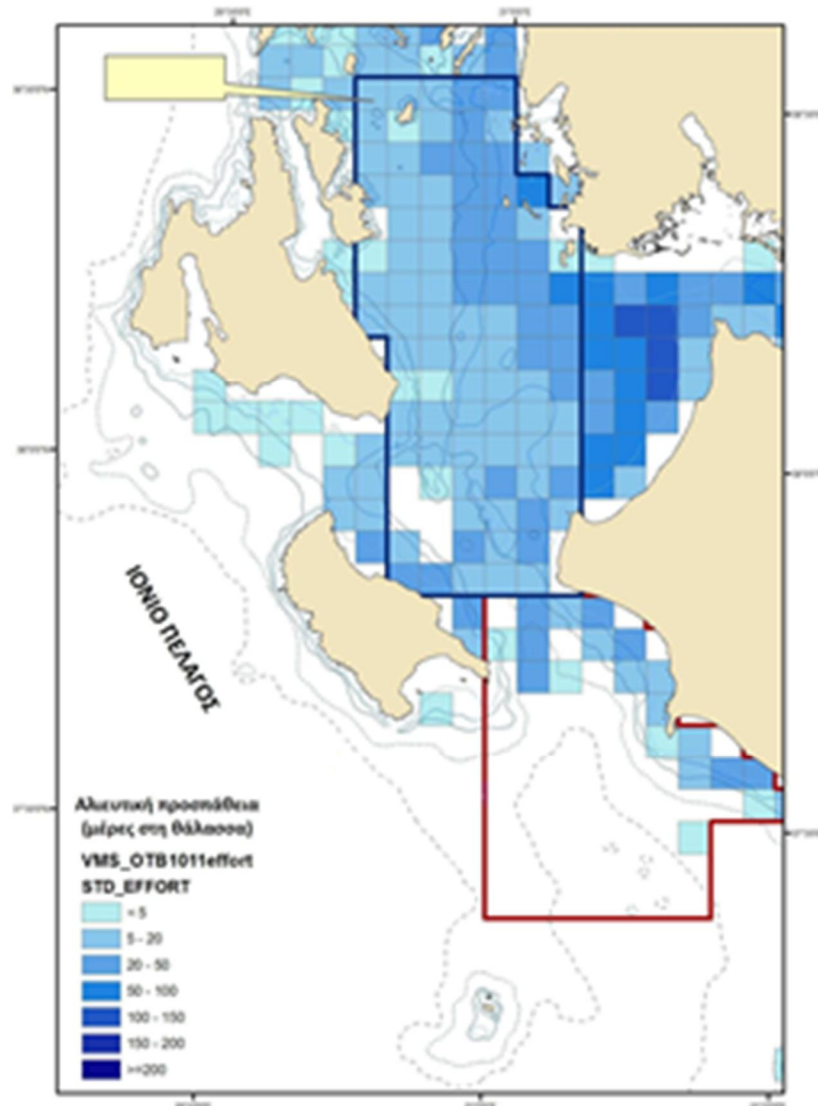 ΙΟΝΙΟ ΠΕΛΑΓΟΣ
Αλιευτική προσπάθεια
(μέρες στη θάλασσα)
VMS_OTB1011effort
STD_EFFORT
< 5
5 - 20
20 - 50
50 - 100
100 - 150
150 - 200
>=200